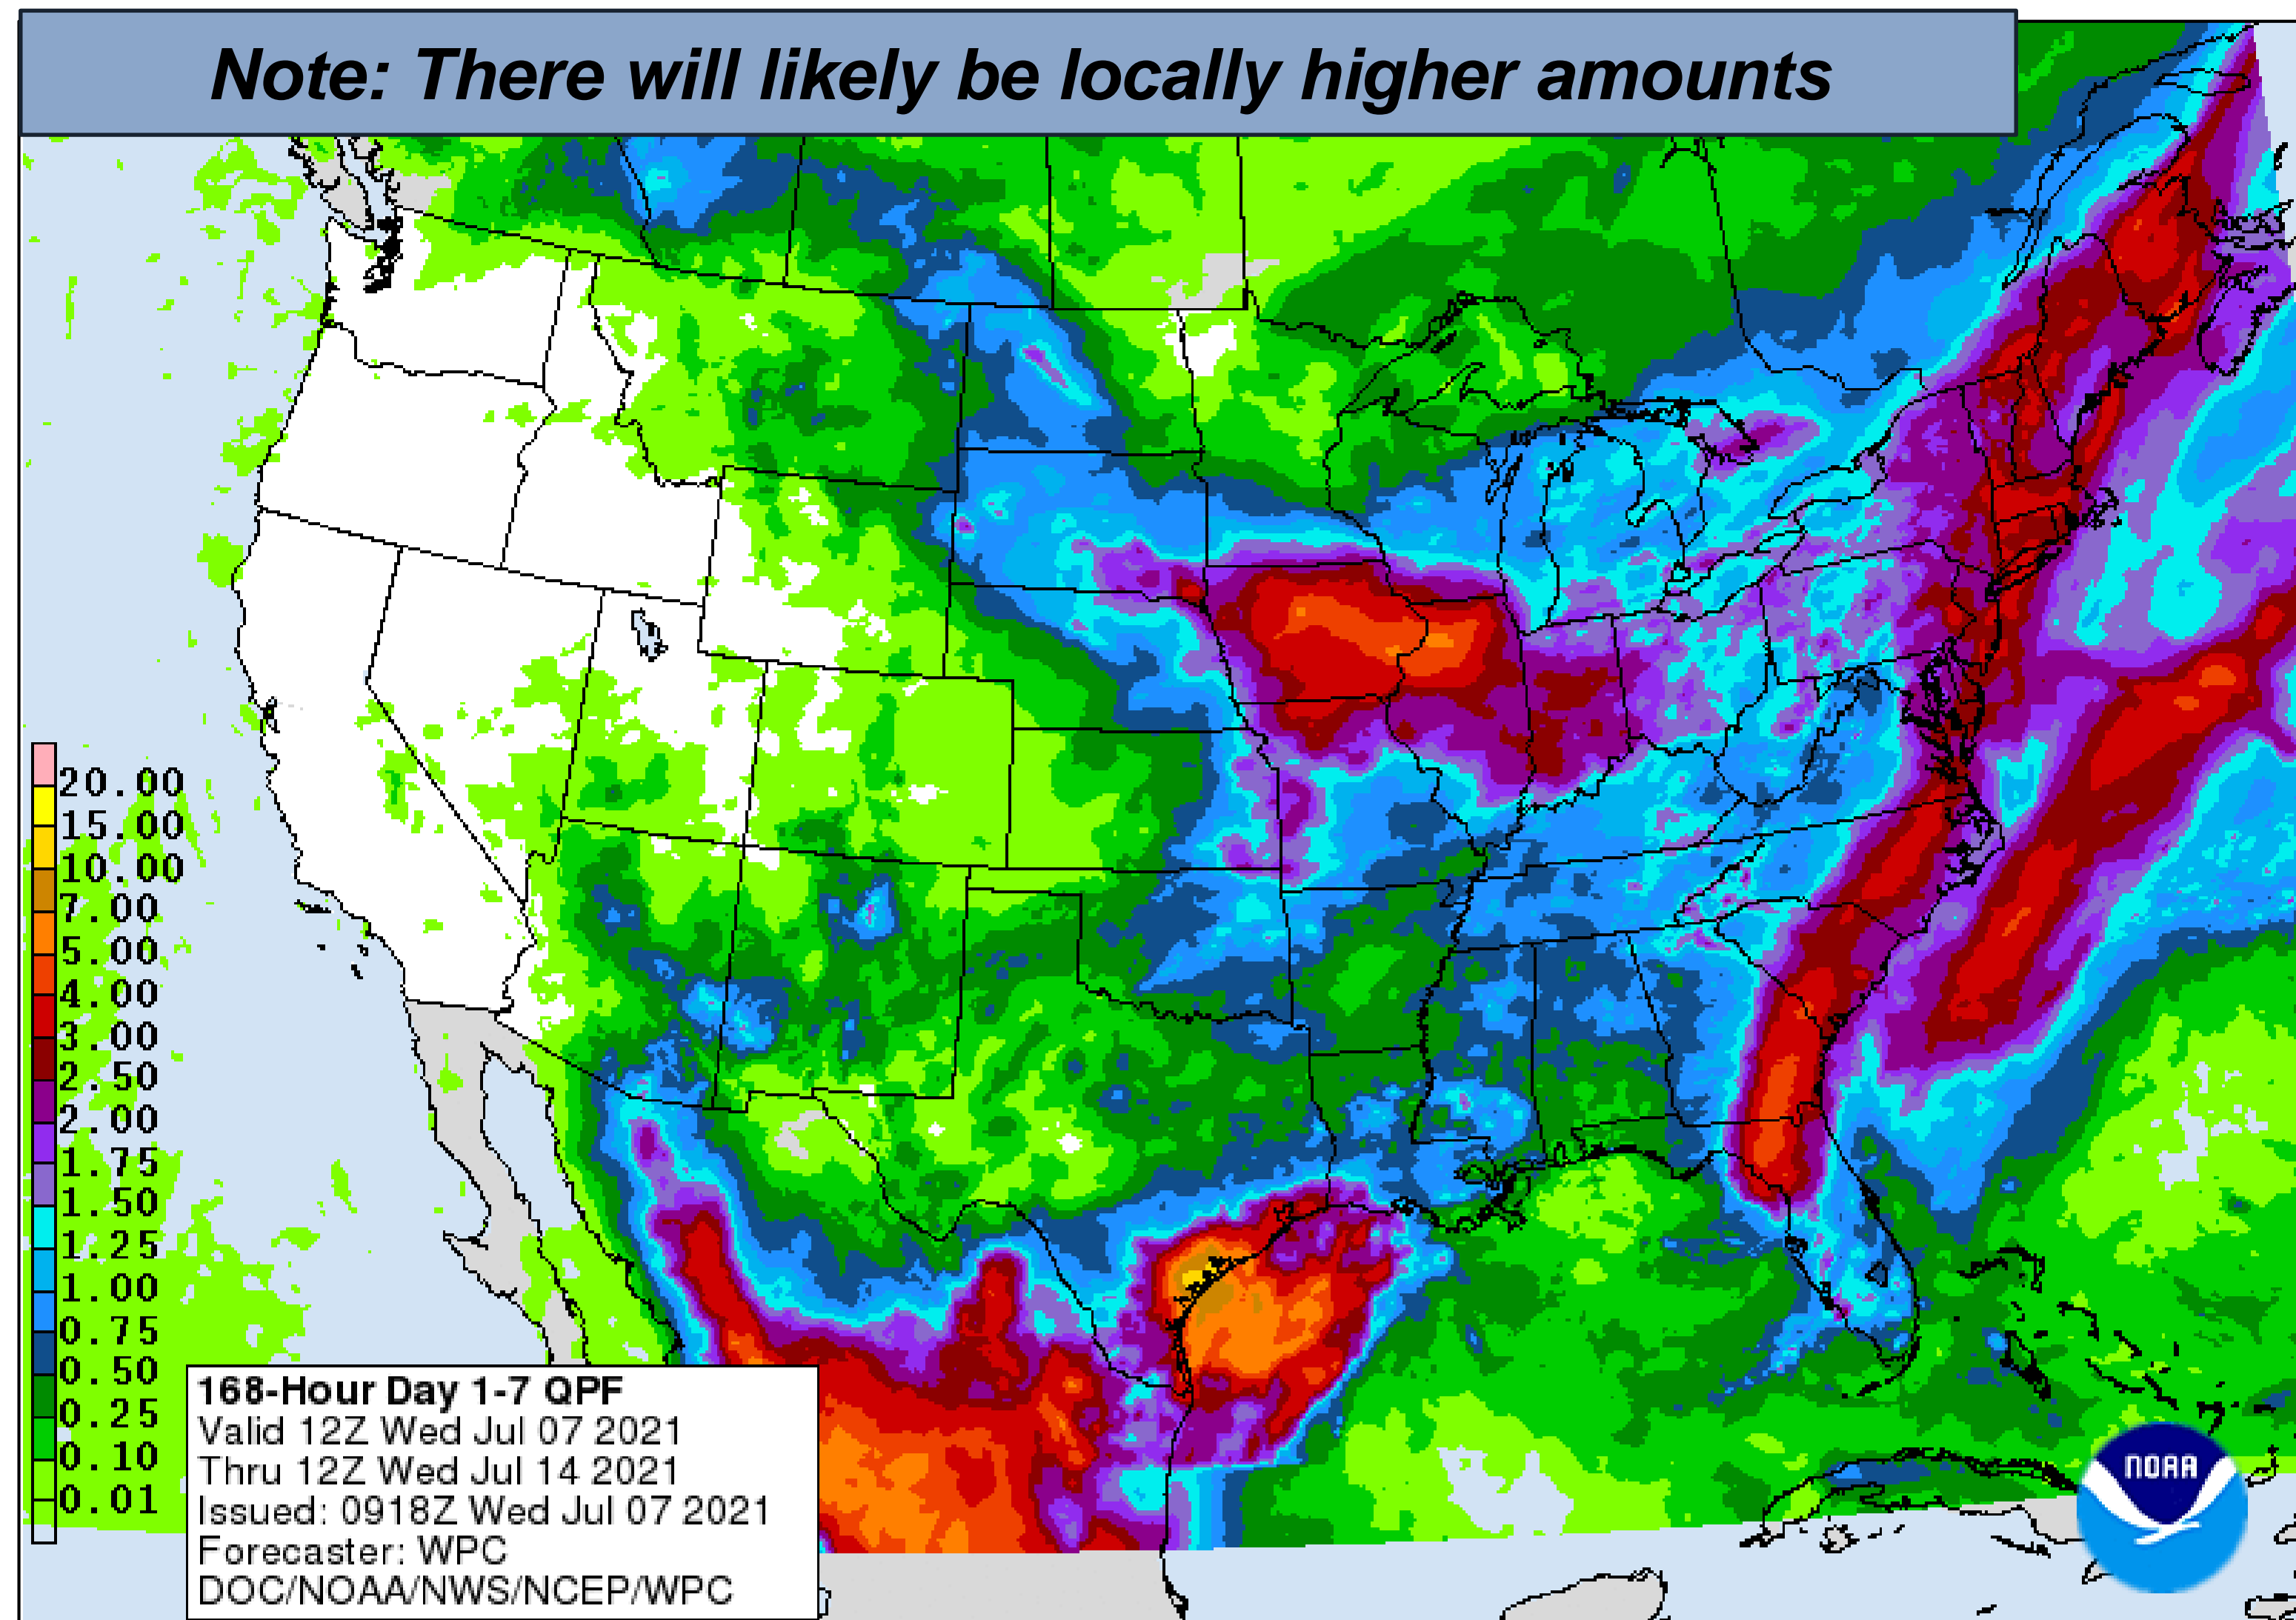 Note: There will likely be locally higher amounts
20.00
15.00
10.00
7.00
5.00
4.00
3.00
2.50
2.00
1.75
1.50
1.25
1.00
0.75
0.50
0.25
0.10
0.01
168-Hour Day 1-7 QPF
Valid 12Z Wed Jul 07 2021
Thru 12Z Wed Jul 14 2021
Issued: 0918Z Wed Jul 07 2021
Forecaster: WPC
DOC/NOAA/NWS/NCEP/WPC
NOAA